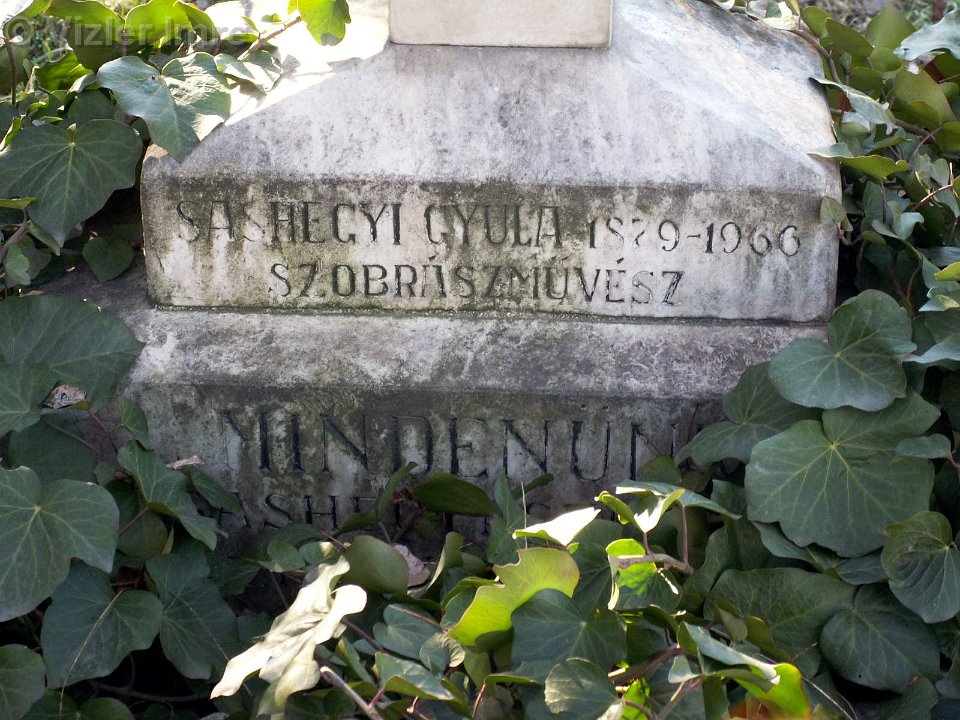 © Vizler Imre
SASHEGYI GYULA 1879-1966
SZOBRÁSZMŰVÉSZ
MINDENÜN